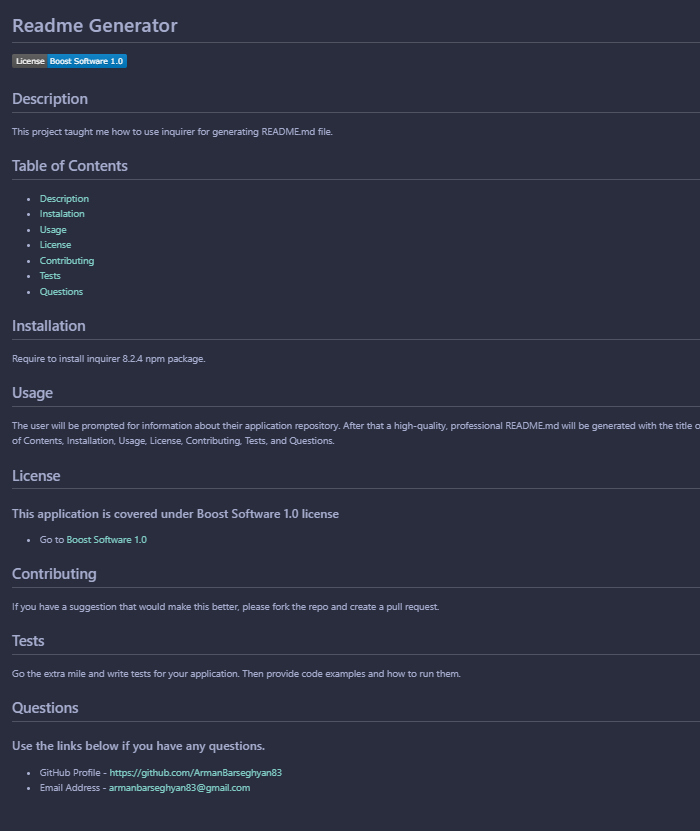 Readme Generator
License Boost Software 1.0
Description
This project taught me how to use inquirer for generating README.md file.
Table of Contents
Description
Instalation
Usage
License
Contributing
Tests
Questions
Installation
Require to install inquirer 8.2.4 npm package.
Usage
The user will be prompted for information about their application repository. After that a high-quality, professional README.md will be generated with the title o
of Contents, Installation, Usage, License, Contributing, Tests, and Questions.
License
This application is covered under Boost Software 1.0 license
Go to Boost Software 1.0
Contributing
If you have a suggestion that would make this better, please fork the repo and create a pull request.
Tests
Go the extra mile and write tests for your application. Then provide code examples and how to run them.
Questions
Use the links below if you have any questions.
GitHub Profile - https://github.com/ArmanBarseghyan83
Email Address - armanbarseghyan83@gmail.com